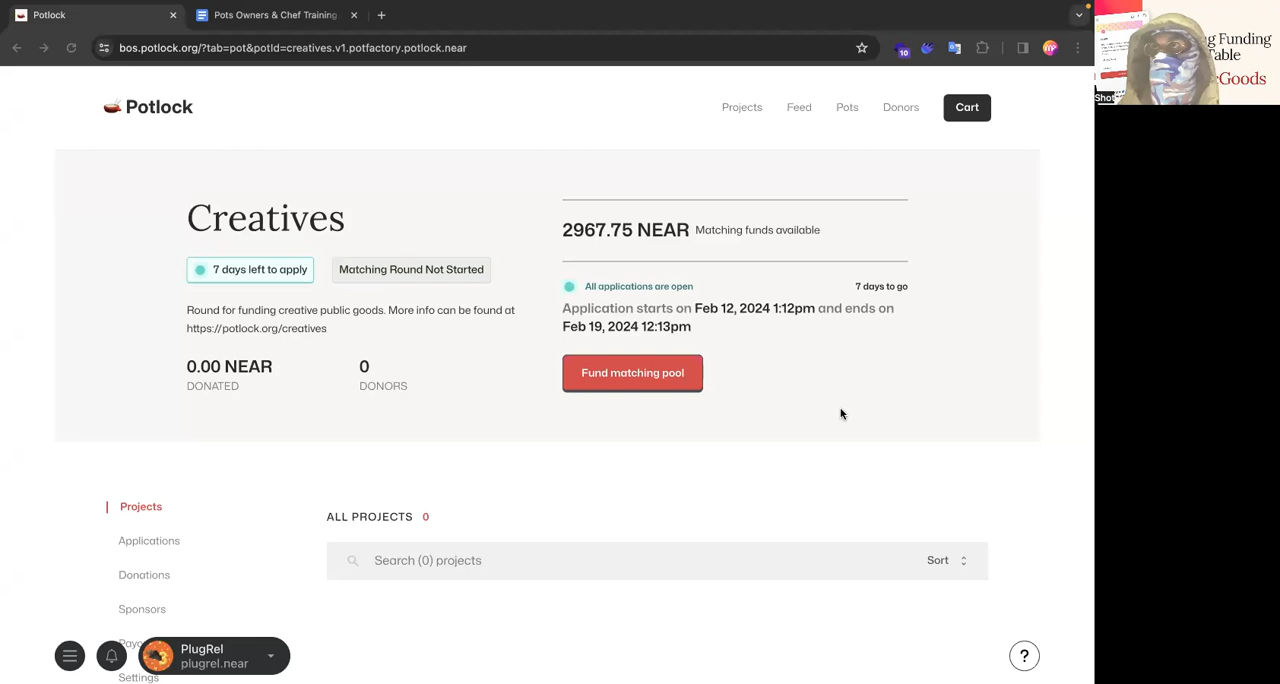 Potlock
Pots Owners & Chef Training
bos.potlock.org/?tab=pot&potId=creatives.v1.potfactory.potlock.near
10
Potlock
Projects
Feed
Pots
Donors
Cart
Creatives
7 days left to apply
Matching Round Not Started
Round for funding creative public goods. More info can be found at
https://potlock.org/creatives
0.00 NEAR
DONATED
0
DONORS
2967.75 NEAR Matching funds available
All applications are open
7 days to go
Application starts on Feb 12, 2024 1:12pm and ends on
Feb 19, 2024 12:13pm
Fund matching pool
Projects
Applications
Donations
Sponsors
Settings
ALL PROJECTS 0
Search (0) projects
Sort
PlugRel
plugrel.near
?
Funding
Table
Goods
Shot